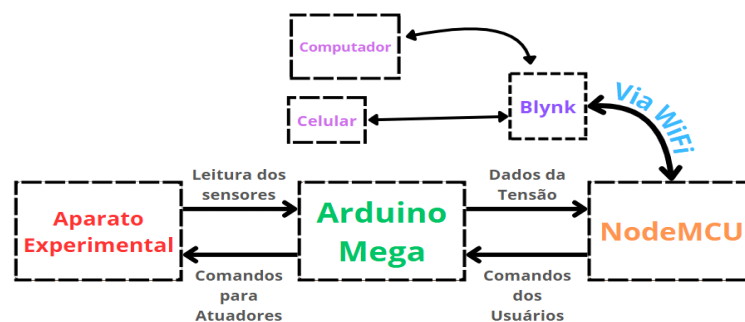 Computador
Celular
Blynk
Via WiFi
Leitura dos
sensores
Dados da
Tensão
Aparato
Experimental
Arduino
Mega
NodeMCU
Comandos
para
Atuadores
Comandos
dos
Usuários